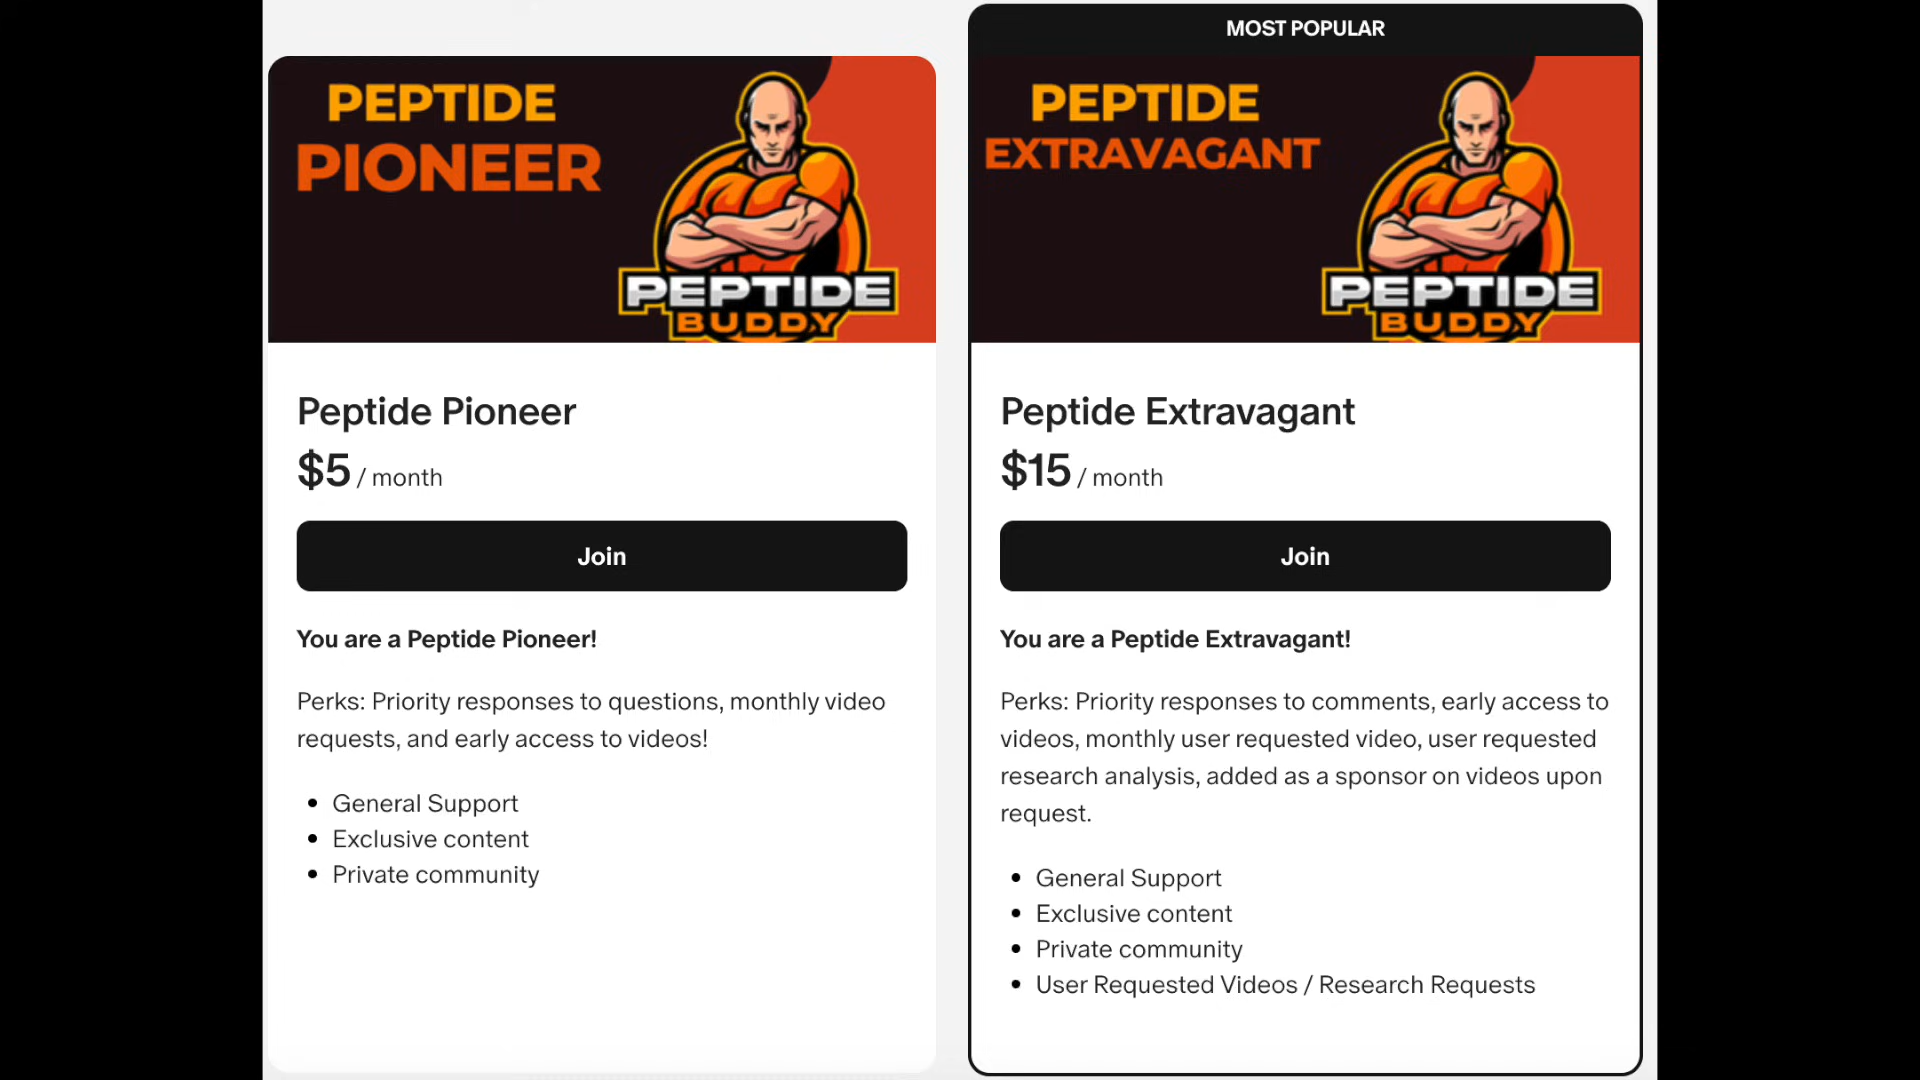 PEPTIDE
PIONEER
PEPTIDE
BUDDY
Peptide Pioneer
$5 / month
Join
You are a Peptide Pioneer!
Perks: Priority responses to questions, monthly video
requests, and early access to videos!
• General Support
• Exclusive content
• Private community
MOST POPULAR
PEPTIDE
EXTRAVAGANT
PEPTIDE
BUDDY
Peptide Extravagant
$15 / month
Join
You are a Peptide Extravagant!
Perks: Priority responses to comments, early access to
videos, monthly user requested video, user requested
research analysis, added as a sponsor on videos upon
request.
• General Support
• Exclusive content
• Private community
• User Requested Videos / Research Requests